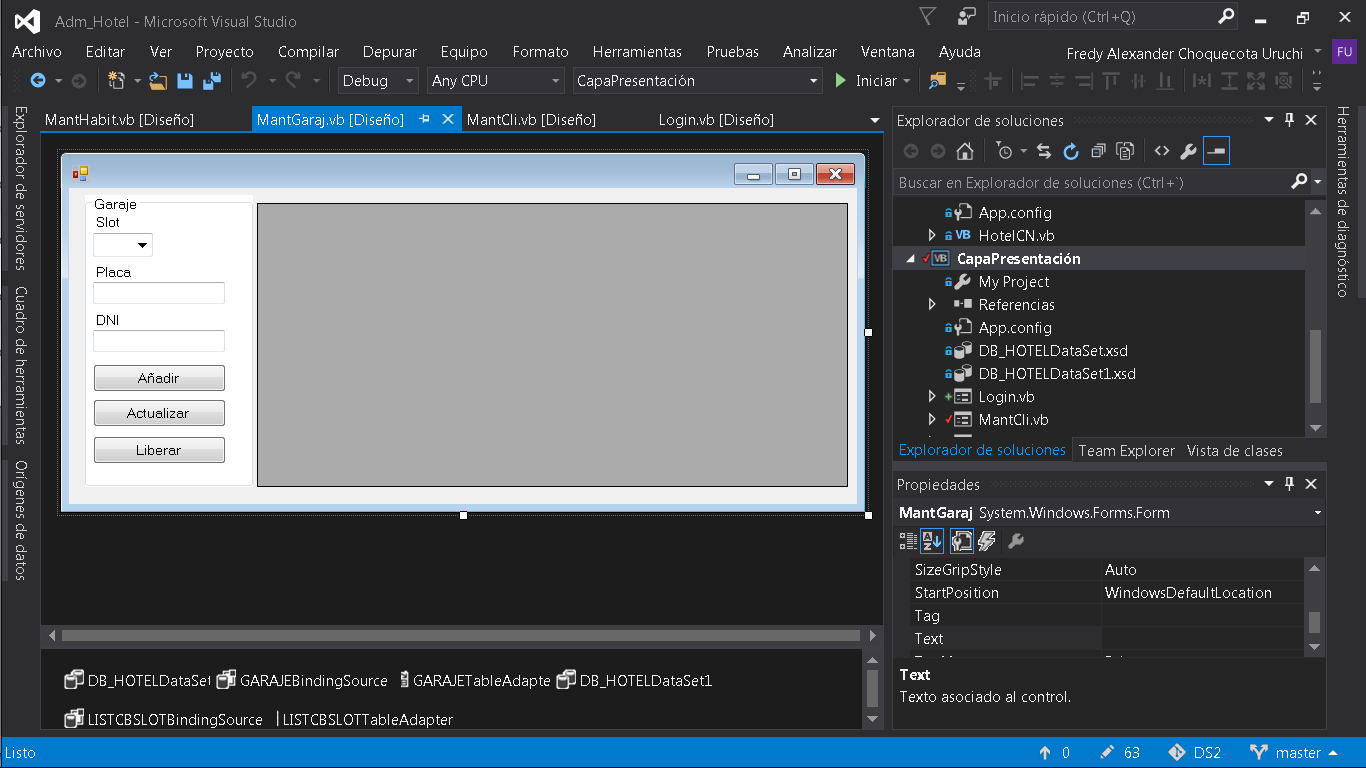 Adm_Hotel - Microsoft Visual Studio
Inicio rápido (Ctrl+Q)
Archivo Editar Ver Proyecto Compilar Depurar Equipo Formato Herramientas Pruebas Analizar Ventana Ayuda
Fredy Alexander Choquecota Uruchi FU
Debug Any CPU CapaPresentación Iniciar
Explorador de servidores
Cuadro de herramientas
Orígenes de datos
MantHabit.vb [Diseño] MantGaraj.vb [Diseño] MantCli.vb [Diseño] Login.vb [Diseño]
Garaje
Slot
Placa
DNI
Añadir
Actualizar
Liberar
DB_HOTELDataSet GARAJEBindingSource GARAJETableAdapte DB_HOTELDataSet1
LISTCBSLOTBindingSource LISTCBSLOTTableAdapter
Explorador de soluciones
Buscar en Explorador de soluciones (Ctrl+`)
App.config
VB HotelCN.vb
VB CapaPresentación
My Project
Referencias
App.config
DB_HOTELDataSet.xsd
DB_HOTELDataSet1.xsd
Login.vb
MantCli.vb
Explorador de soluciones Team Explorer Vista de clases
Propiedades
MantGaraj System.Windows.Forms.Form
SizeGripStyle Auto
StartPosition WindowsDefaultLocation
Tag
Text
Text
Texto asociado al control.
Herramientas de diagnóstico
Listo
0 63 DS2 master